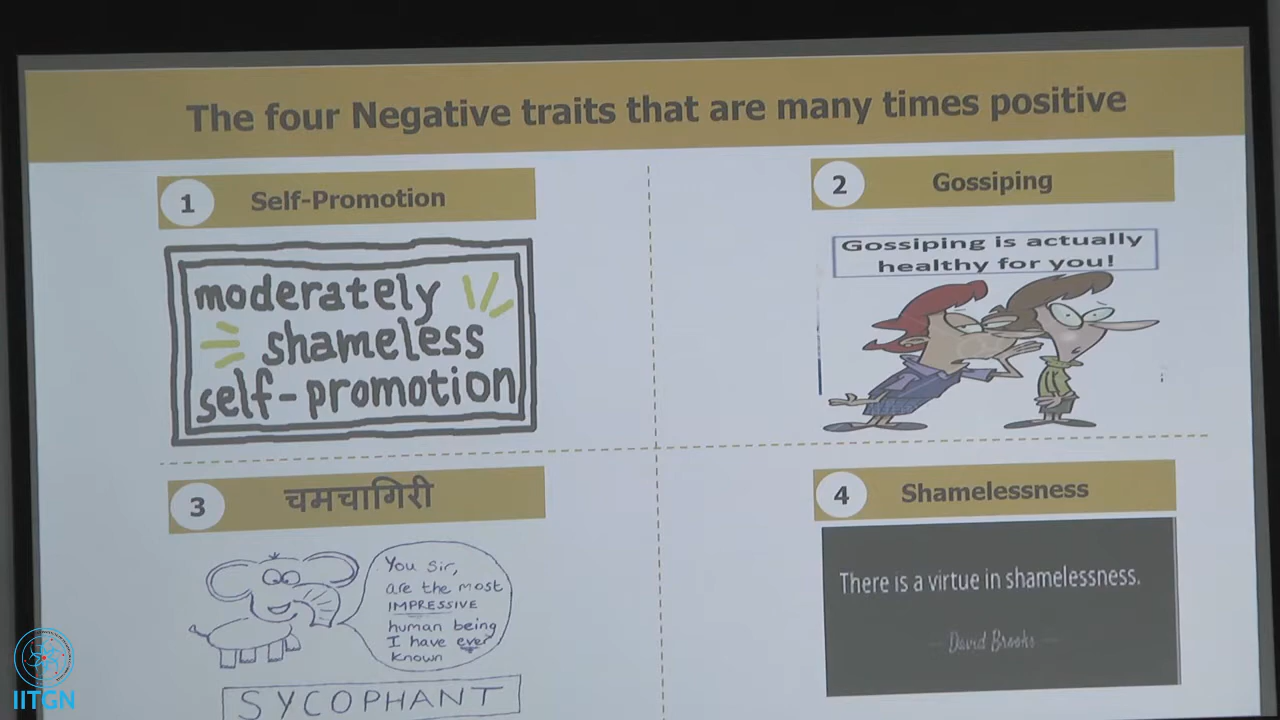 The four Negative traits that are many times positive
1 Self-Promotion
moderately
shameless
self-promotion
2 Gossiping
Gossiping is actually
healthy for you!
3 चमचागिरी
You Sir,
are the most
IMPRESSIVE
human being
I have ever
known
SYCOPHANT
4 Shamelessness
There is a virtue in shamelessness.
David Brooks
IITGN